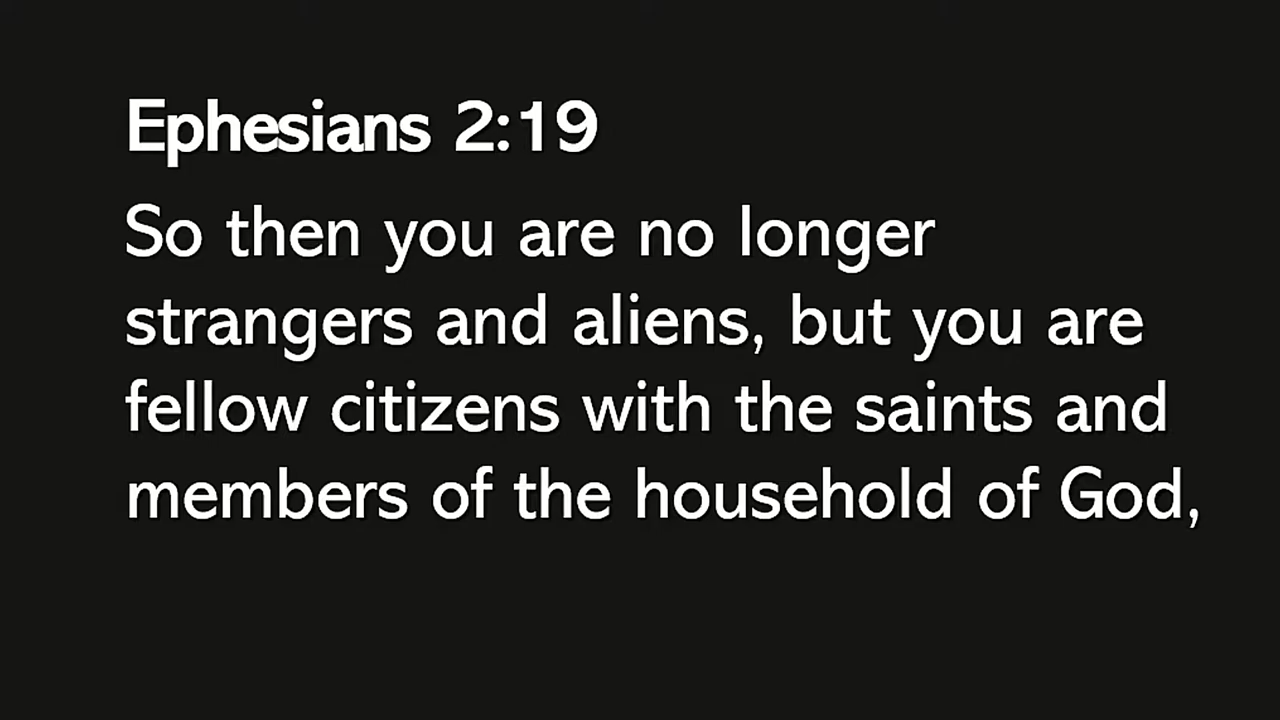 Ephesians 2:19
So then you are no longer
strangers and aliens, but you are
fellow citizens with the saints and
members of the household of God,